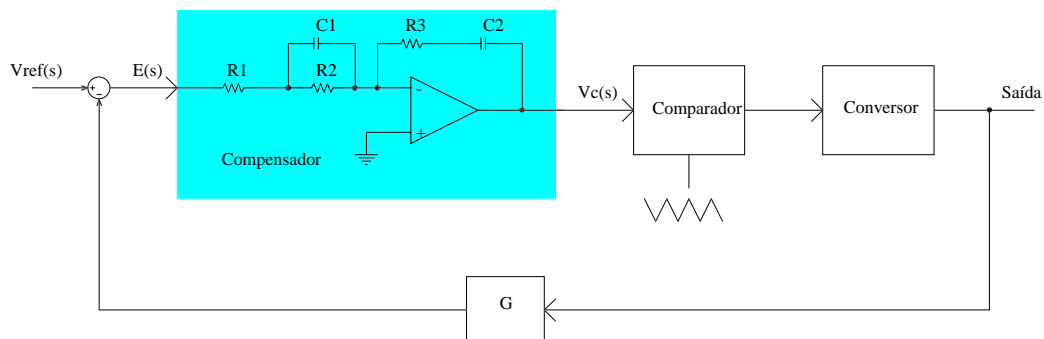 C1
R3
C2
Vref(s)
E(s)
R1
R2
Vc(s)
Comparador
Conversor
Saída
+
-
-
+
Compensador
G